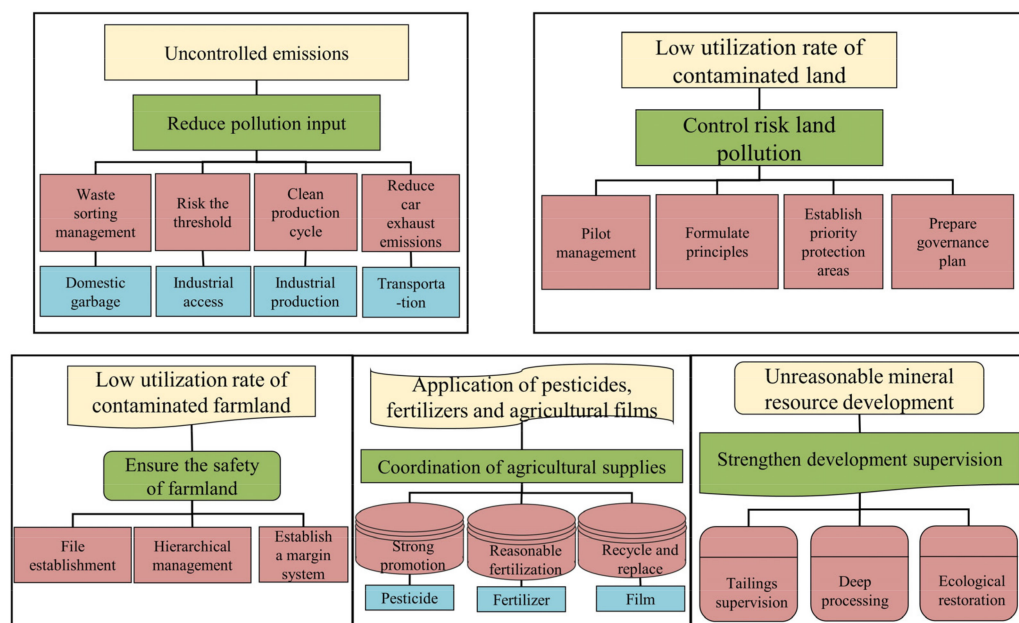 Uncontrolled emissions
Reduce pollution input
Waste
sorting
management
Risk the
threshold
Clean
production
cycle
Reduce
car
exhaust
emissions
Domestic
garbage
Industrial
access
Industrial
production
Transporta
-tion
Low utilization rate of
contaminated land
Control risk land
pollution
Pilot
management
Formulate
principles
Establish
priority
protection
areas
Prepare
governance
plan
Low utilization rate of
contaminated farmland
Ensure the safety
of farmland
File
establishment
Hierarchical
management
Establish
a margin
system
Application of pesticides,
fertilizers and agricultural films
Coordination of agricultural supplies
Strong
promotion
Reasonable
fertilization
Recycle and
replace
Pesticide
Fertilizer
Film
Unreasonable mineral
resource development
Strengthen development supervision
Tailings
supervision
Deep
processing
Ecological
restoration